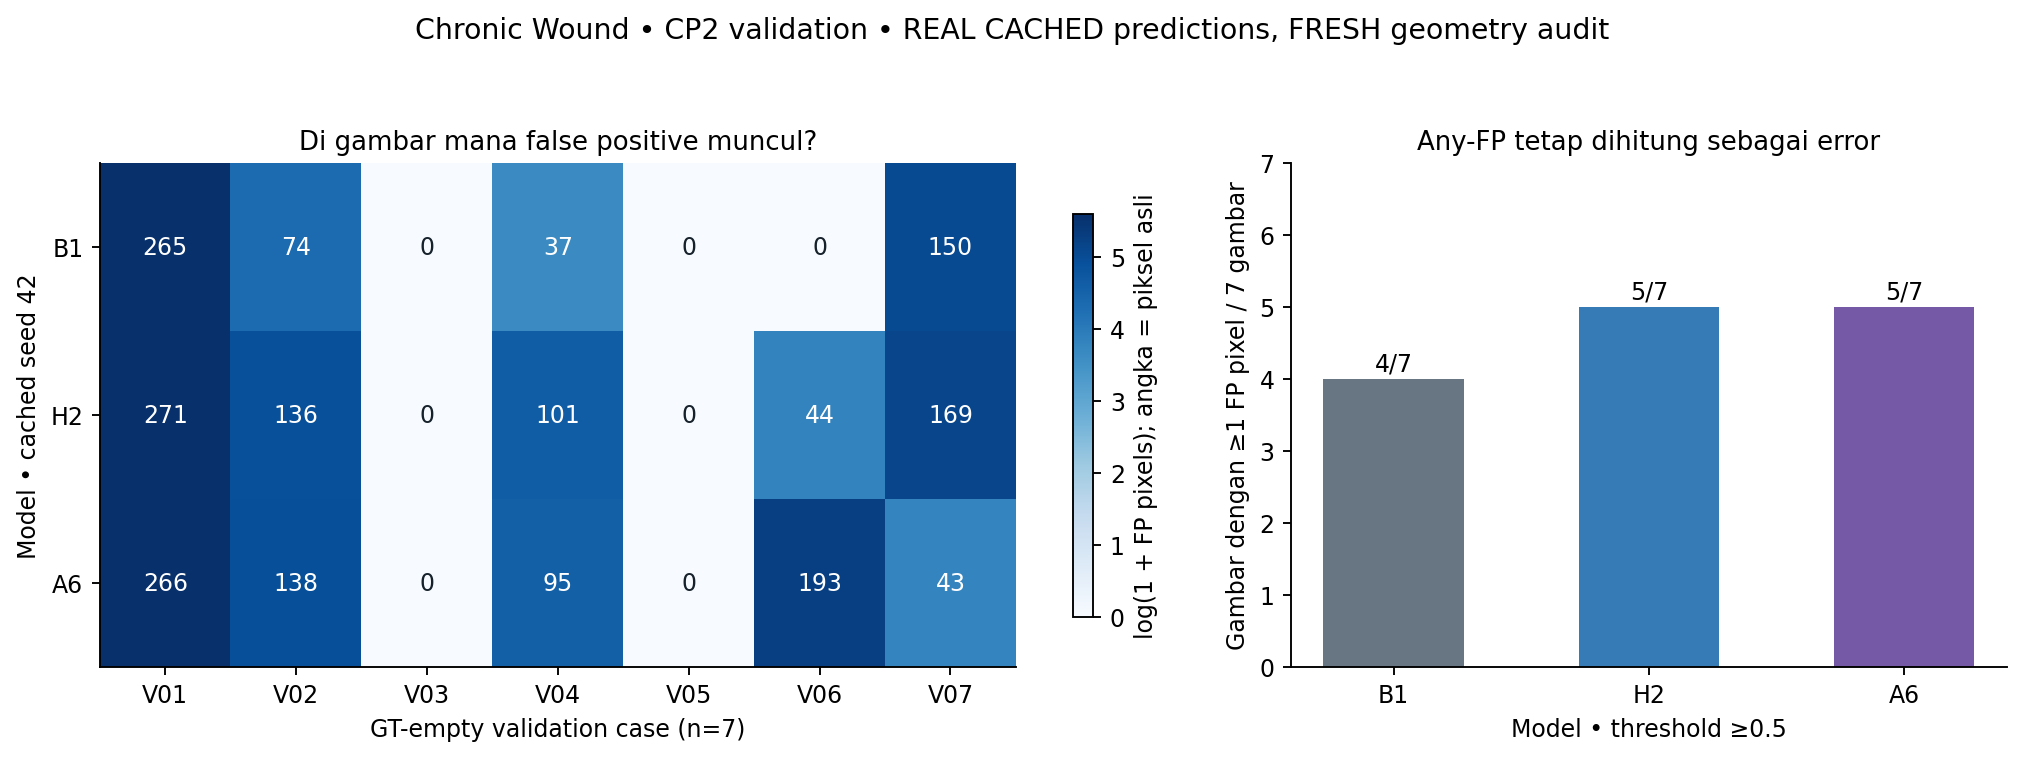 Chronic Wound • CP2 validation • REAL CACHED predictions, FRESH geometry audit
Di gambar mana false positive muncul?
Model • cached seed 42
B1
265 74 0 37 0 0 150
H2
271 136 0 101 0 44 169
A6
266 138 0 95 0 193 43
V01 V02 V03 V04 V05 V06 V07
GT-empty validation case (n=7)
5
4
3
2
1
0
log(1 + FP pixels); angka = piksel asli
Any-FP tetap dihitung sebagai error
Gambar dengan ≥1 FP pixel / 7 gambar
7
6
5
4
3
2
1
0
4/7
5/7
5/7
B1 H2 A6
Model • threshold ≥0.5